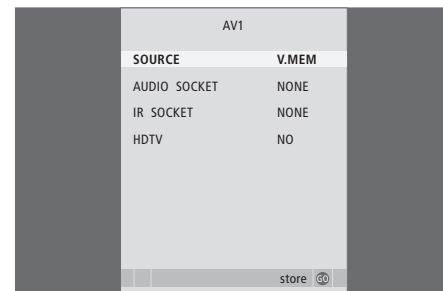 AV1
SOURCE V.MEM
AUDIO SOCKET NONE
IR SOCKET NONE
HDTV NO
store GO